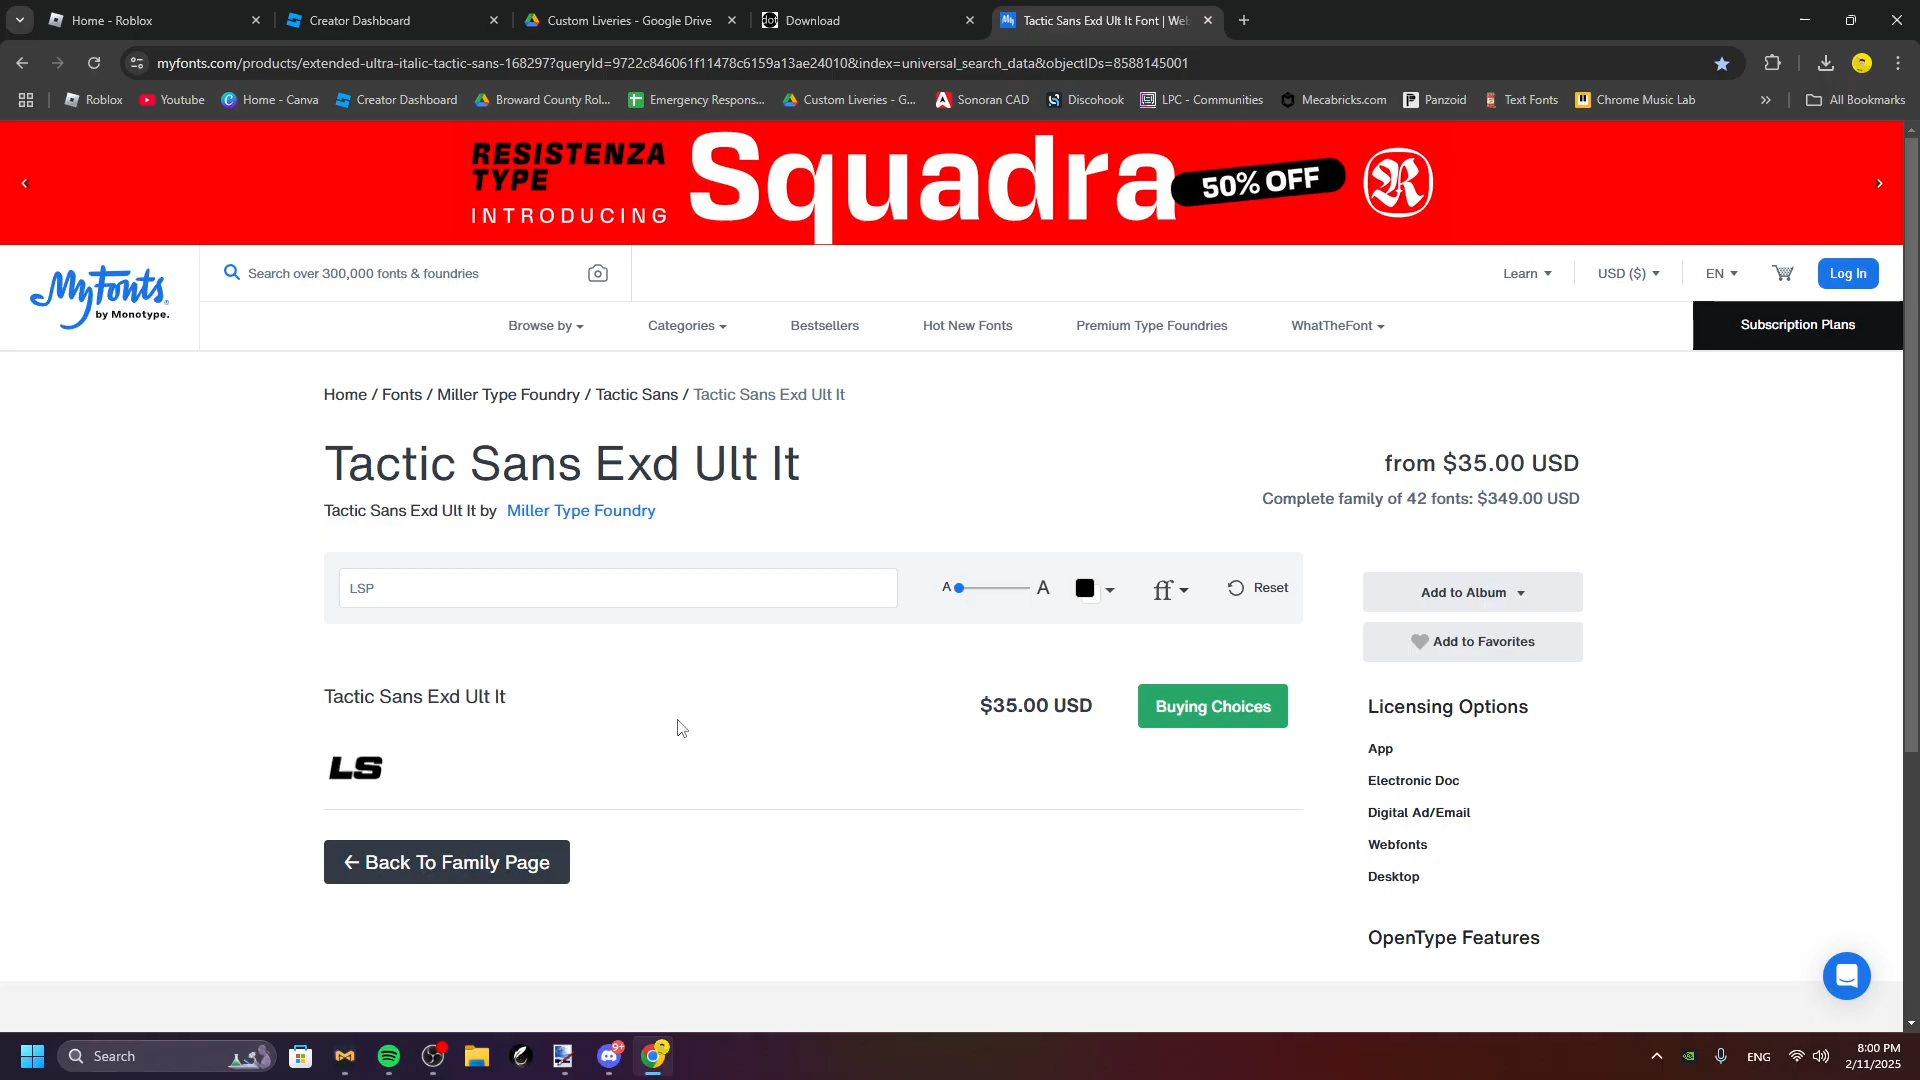 Home - Roblox
Creator Dashboard
Custom Liveries - Google Drive
dot Download
My Tactic Sans Exd Ult It Font | Web
myfonts.com/products/extended-ultra-italic-tactic-sans-168297?queryId=9722c846061f11478c6159a13ae24010&index=universal_search_data&objectIDs=8588145001
Roblox
Youtube
Home - Canva
Creator Dashboard
Broward County Rol...
Emergency Respons...
Custom Liveries - G...
Sonoran CAD
Discohook
LPC - Communities
Mecabricks.com
Panzoid
Text Fonts
Chrome Music Lab
All Bookmarks
RESISTENZA
TYPE
INTRODUCING
Squadra
50% OFF
R
MyFonts
by Monotype.
Search over 300,000 fonts & foundries
Learn
USD ($)
EN
Log In
Browse by
Categories
Bestsellers
Hot New Fonts
Premium Type Foundries
WhatTheFont
Subscription Plans
Home / Fonts / Miller Type Foundry / Tactic Sans / Tactic Sans Exd Ult It
Tactic Sans Exd Ult It
from $35.00 USD
Complete family of 42 fonts: $349.00 USD
Tactic Sans Exd Ult It by Miller Type Foundry
LSP
A
A
ff
Reset
Add to Album
Add to Favorites
Tactic Sans Exd Ult It
$35.00 USD
Buying Choices
LS
Back To Family Page
Licensing Options
App
Electronic Doc
Digital Ad/Email
Webfonts
Desktop
OpenType Features
Search
9+
ENG
8:00 PM
2/11/2025